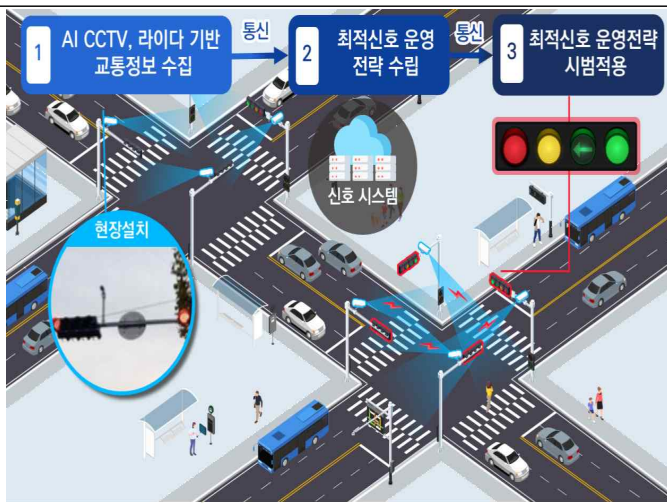 1
AI CCTV, 라이다 기반
교통정보 수집
통신
2
최적신호 운영
전략 수립
통신
3
최적신호 운영전략
시범적용
신호 시스템
현장설치